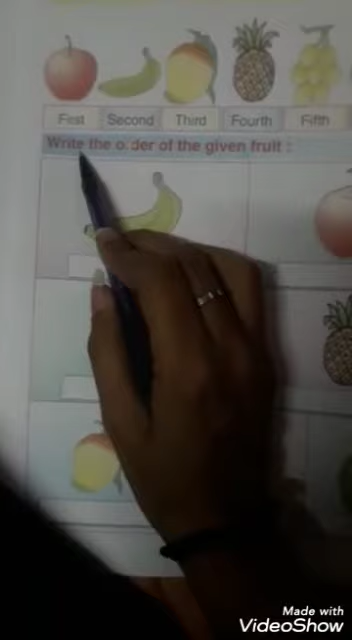 First Second Third Fourth Fifth
Write the order of the given fruit :
Made with
VideoShow